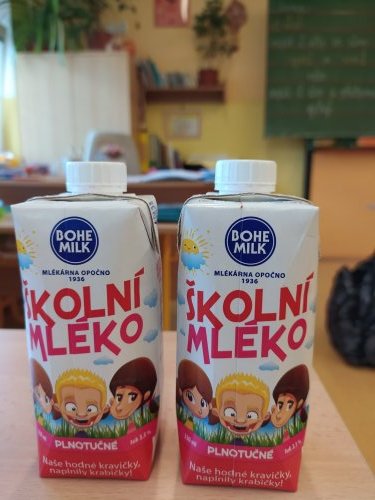 BOHE
MILK
MLÉKÁRNA OPOČNO
1936
ŠKOLNÍ
MLÉKO
PLNOTUČNÉ
Naše hodné kravičky,
naplnily krabičky!
BOHE
MILK
MLÉKÁRNA OPOČNO
1936
ŠKOLNÍ
MLÉKO
PLNOTUČNÉ
Naše hodné kravičky,
naplnily krabičky!